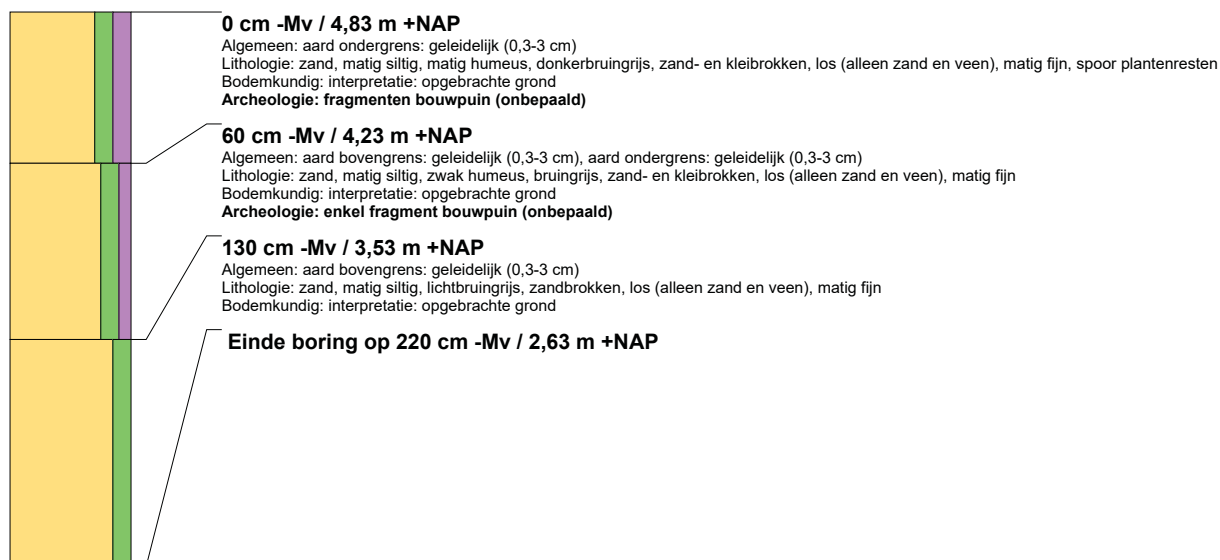 0 cm -Mv / 4,83 m +NAP
Algemeen: aard ondergrens: geleidelijk (0,3-3 cm)
Lithologie: zand, matig siltig, matig humeus, donkerbruingrijs, zand- en kleibrokken, los (alleen zand en veen), matig fijn, spoor plantenresten
Bodemkundig: interpretatie: opgebrachte grond
Archeologie: fragmenten bouwpuin (onbepaald)
60 cm -Mv / 4,23 m +NAP
Algemeen: aard bovengrens: geleidelijk (0,3-3 cm), aard ondergrens: geleidelijk (0,3-3 cm)
Lithologie: zand, matig siltig, zwak humeus, bruingrijs, zand- en kleibrokken, los (alleen zand en veen), matig fijn
Bodemkundig: interpretatie: opgebrachte grond
Archeologie: enkel fragment bouwpuin (onbepaald)
130 cm -Mv / 3,53 m +NAP
Algemeen: aard bovengrens: geleidelijk (0,3-3 cm)
Lithologie: zand, matig siltig, lichtbruingrijs, zandbrokken, los (alleen zand en veen), matig fijn
Bodemkundig: interpretatie: opgebrachte grond
Einde boring op 220 cm -Mv / 2,63 m +NAP